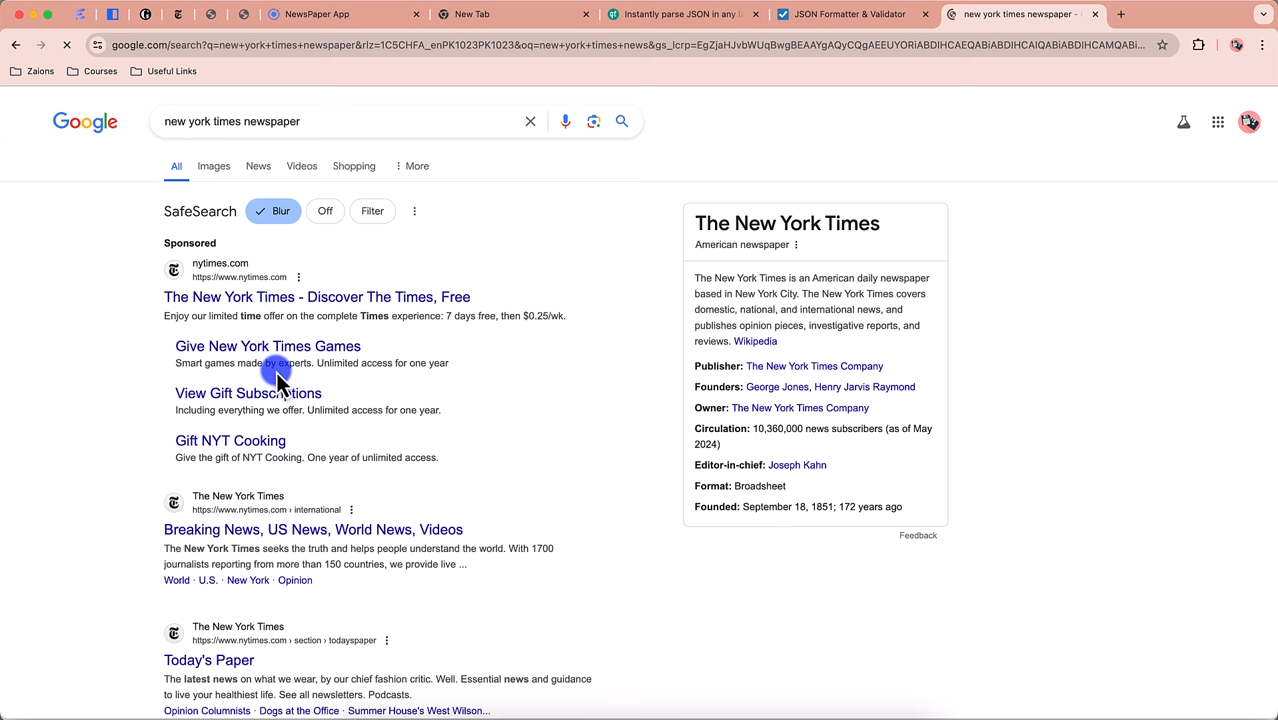 NewsPaper App
New Tab
Instantly parse JSON in any l
JSON Formatter & Validator
new york times newspaper -
google.com/search?q=new+york+times+newspaper&rlz=1C5CHFA_enPK1023PK1023&oq=new+york+times+news&gs_lcrp=EgZjaHJvbWUqBwgBEAAYgAQyCQgAEEUYORiABDIHCAEQABiABDIHCAIQABiABDIHCAMQABi...
Zaions
Courses
Useful Links
Google
new york times newspaper
All
Images
News
Videos
Shopping
More
SafeSearch
Blur
Off
Filter
Sponsored
nytimes.com
https://www.nytimes.com
The New York Times - Discover The Times, Free
Enjoy our limited time offer on the complete Times experience: 7 days free, then $0.25/wk.
Give New York Times Games
Smart games made by experts. Unlimited access for one year
View Gift Subscriptions
Including everything we offer. Unlimited access for one year.
Gift NYT Cooking
Give the gift of NYT Cooking. One year of unlimited access.
The New York Times
https://www.nytimes.com › international
Breaking News, US News, World News, Videos
The New York Times seeks the truth and helps people understand the world. With 1700
journalists reporting from more than 150 countries, we provide live ...
World · U.S. · New York · Opinion
The New York Times
https://www.nytimes.com › section › todayspaper
Today's Paper
The latest news on what we wear, by our chief fashion critic. Well. Essential news and guidance
to live your healthiest life. See all newsletters. Podcasts.
Opinion Columnists · Dogs at the Office · Summer House's West Wilson...
The New York Times
American newspaper
The New York Times is an American daily newspaper
based in New York City. The New York Times covers
domestic, national, and international news, and
publishes opinion pieces, investigative reports, and
reviews. Wikipedia
Publisher: The New York Times Company
Founders: George Jones, Henry Jarvis Raymond
Owner: The New York Times Company
Circulation: 10,360,000 news subscribers (as of May
2024)
Editor-in-chief: Joseph Kahn
Format: Broadsheet
Founded: September 18, 1851; 172 years ago
Feedback